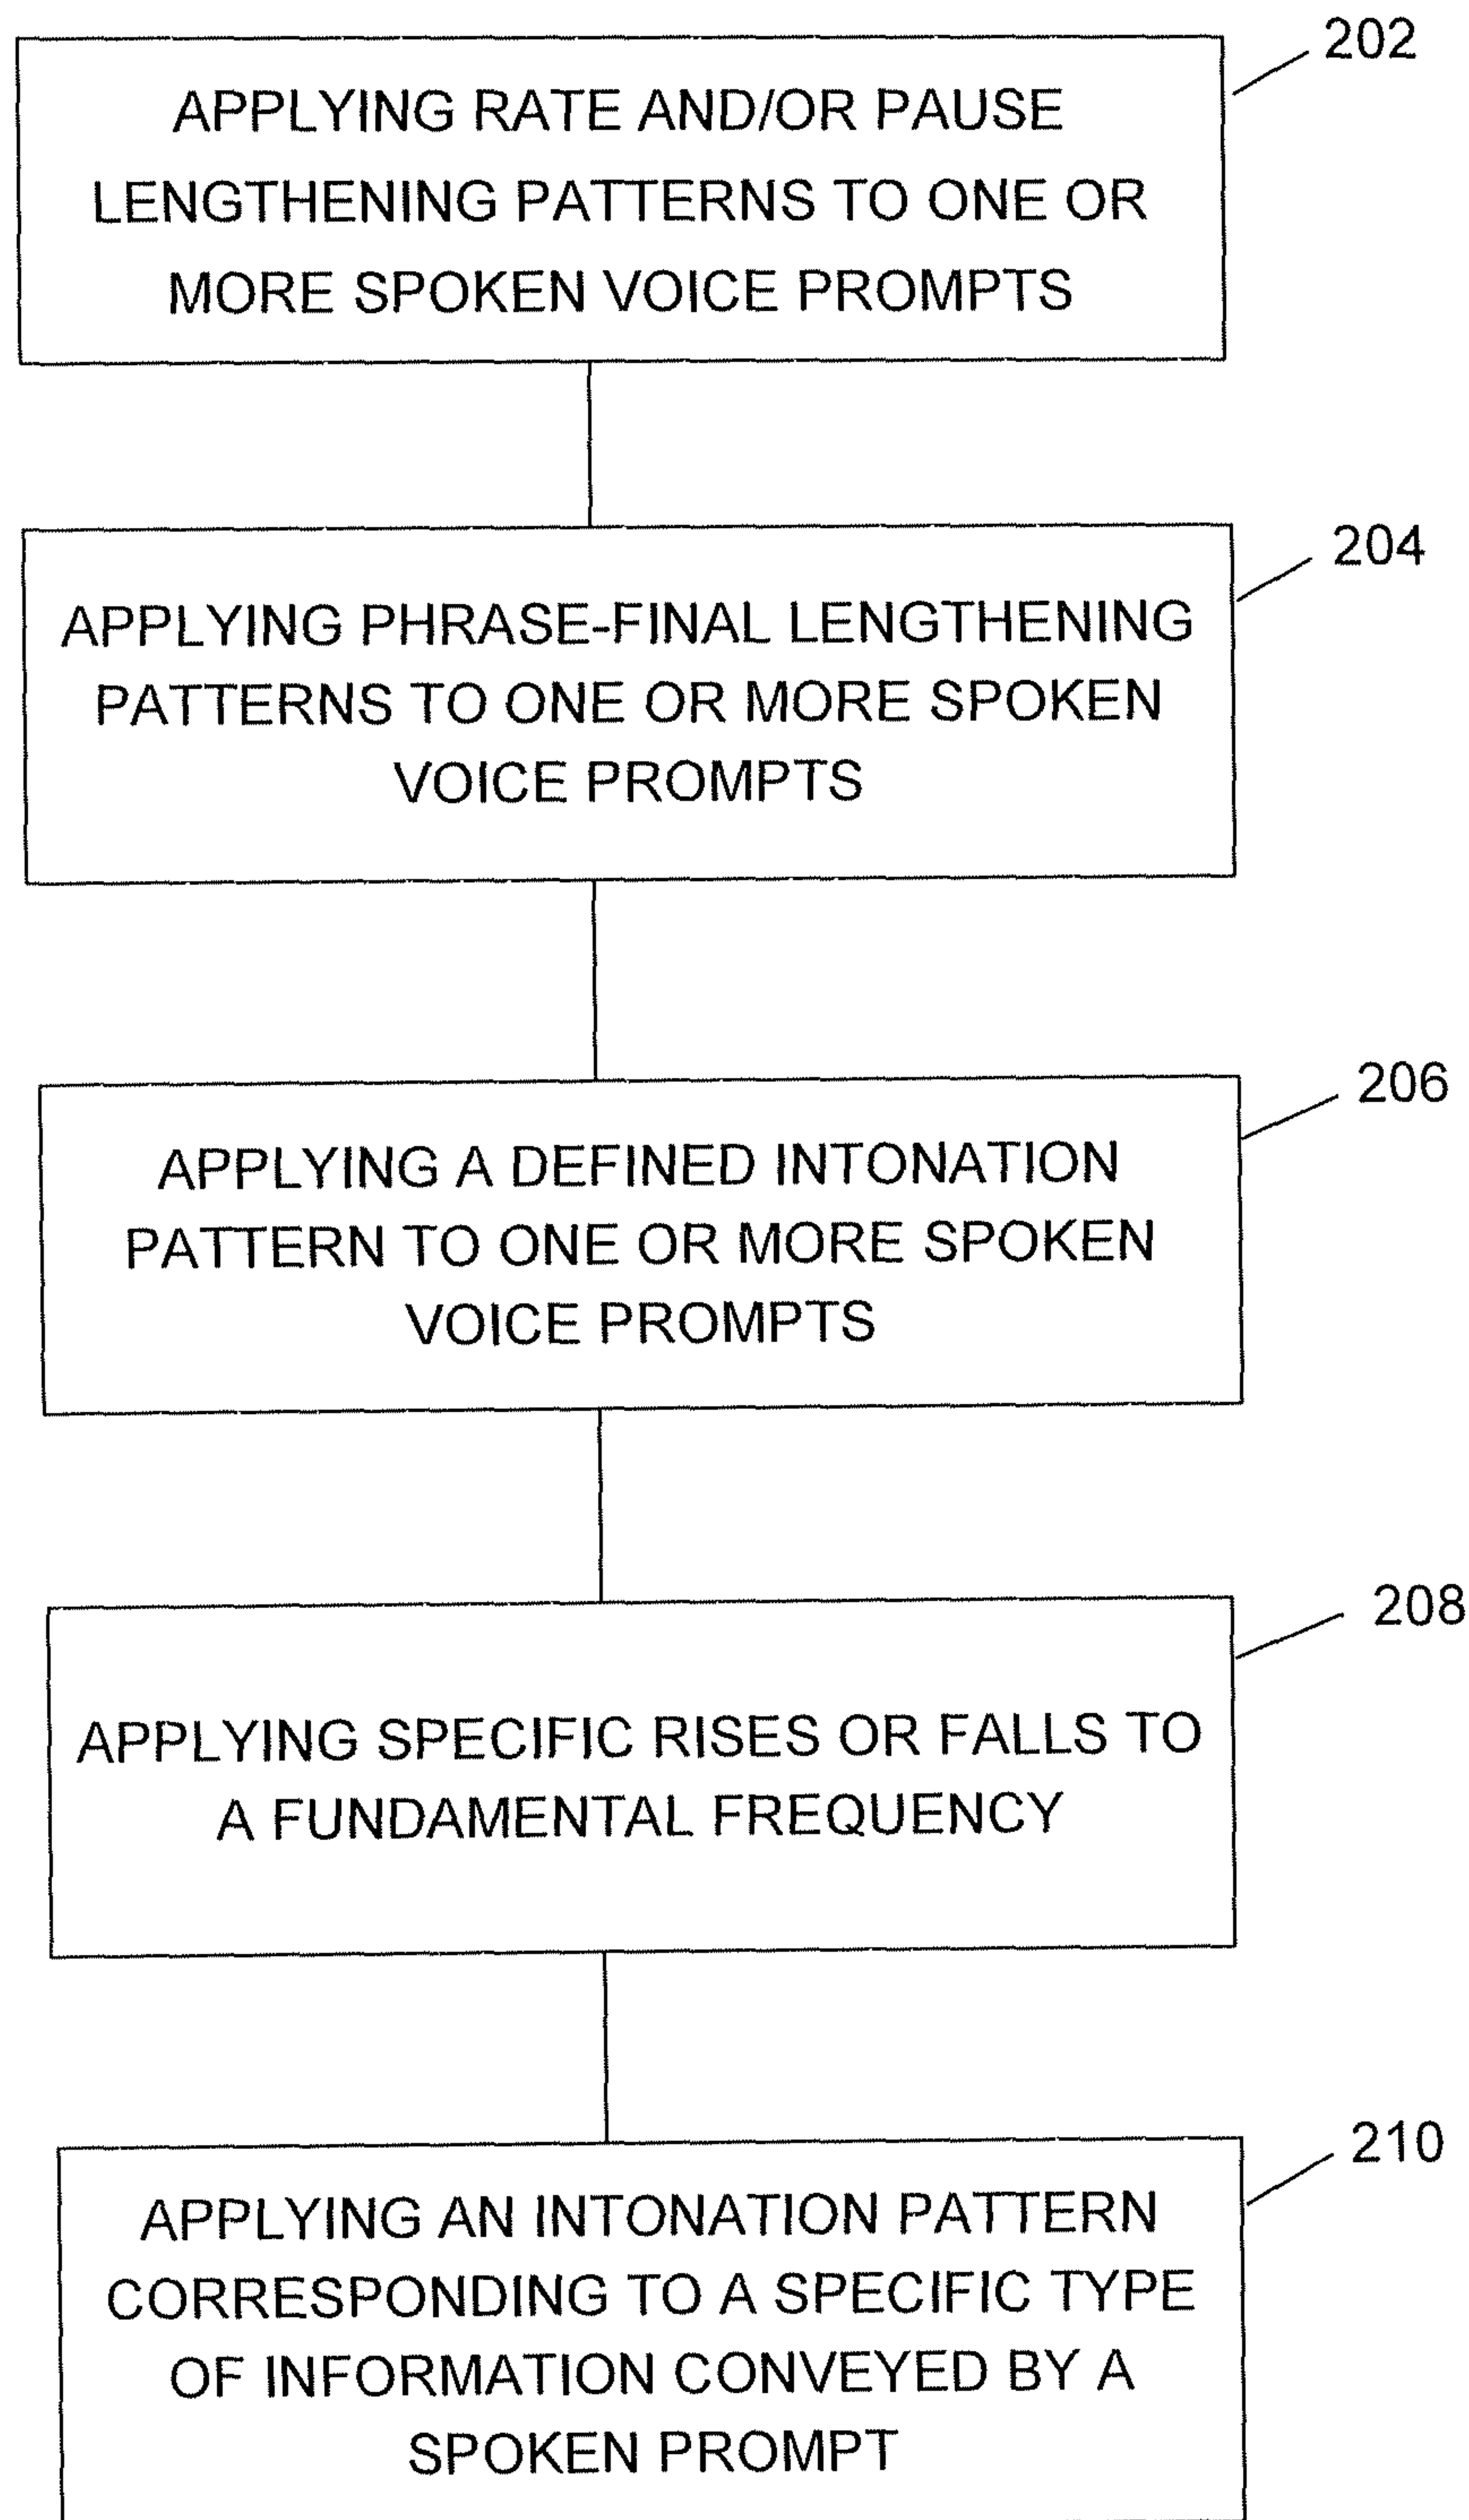 202
APPLYING RATE AND/OR PAUSE
LENGTHENING PATTERNS TO ONE OR
MORE SPOKEN VOICE PROMPTS
204
APPLYING PHRASE-FINAL LENGTHENING
PATTERNS TO ONE OR MORE SPOKEN
VOICE PROMPTS
206
APPLYING A DEFINED INTONATION
PATTERN TO ONE OR MORE SPOKEN
VOICE PROMPTS
208
APPLYING SPECIFIC RISES OR FALLS TO
A FUNDAMENTAL FREQUENCY
210
APPLYING AN INTONATION PATTERN
CORRESPONDING TO A SPECIFIC TYPE
OF INFORMATION CONVEYED BY A
SPOKEN PROMPT